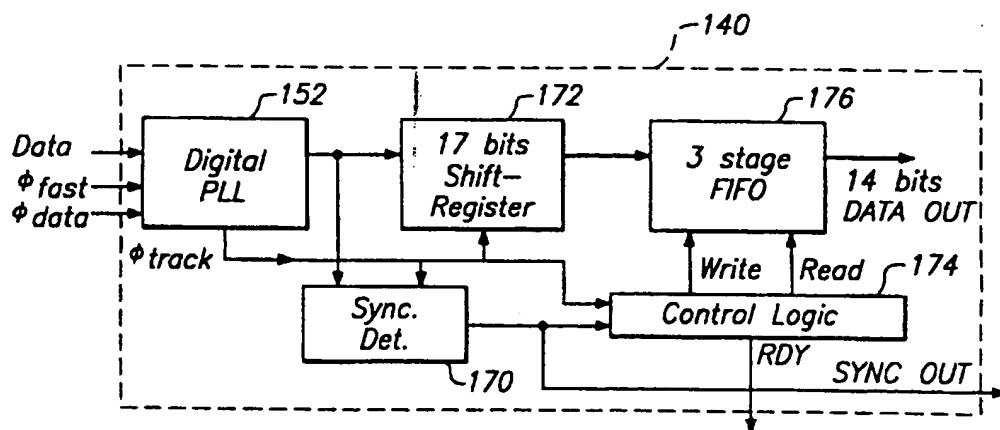 140
152
172
176
Data
ϕfast
ϕdata
Digital
PLL
17 bits
Shift–
Register
3 stage
FIFO
14 bits
DATA OUT
ϕtrack
Write
Read
174
Sync.
Det.
Control Logic
170
RDY
SYNC OUT